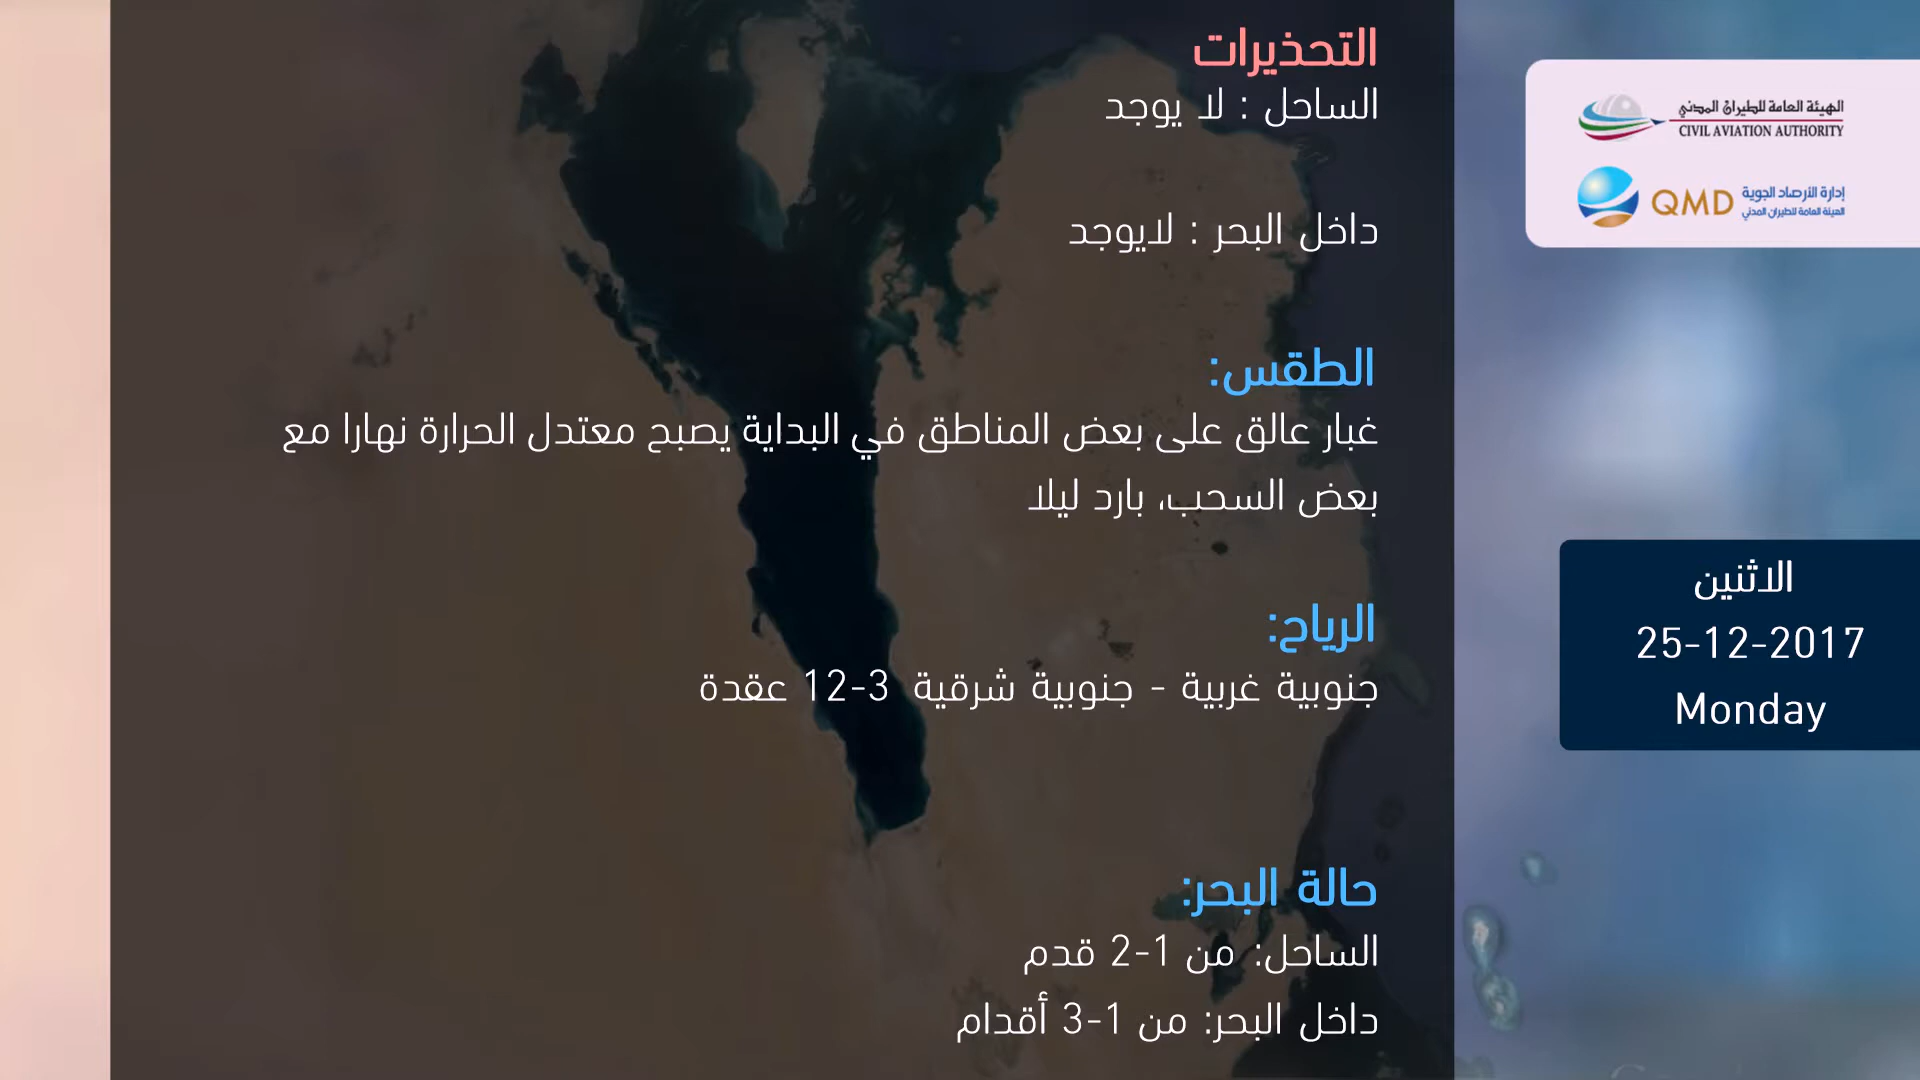 التحذيرات
الساحل : لا يوجد
داخل البحر : لايوجد
الطقس:
غبار عالق على بعض المناطق في البداية يصبح معتدل الحرارة نهارا مع
بعض السحب، بارد ليلا
الرياح:
جنوبية غربية - جنوبية شرقية 3-12 عقدة
حالة البحر:
الساحل: من 1-2 قدم
داخل البحر: من 1-3 أقدام
الهيئة العامة للطيران المدني
CIVIL AVIATION AUTHORITY
QMD إدارة الأرصاد الجوية
الهيئة العامة للطيران المدني
الاثنين
25-12-2017
Monday